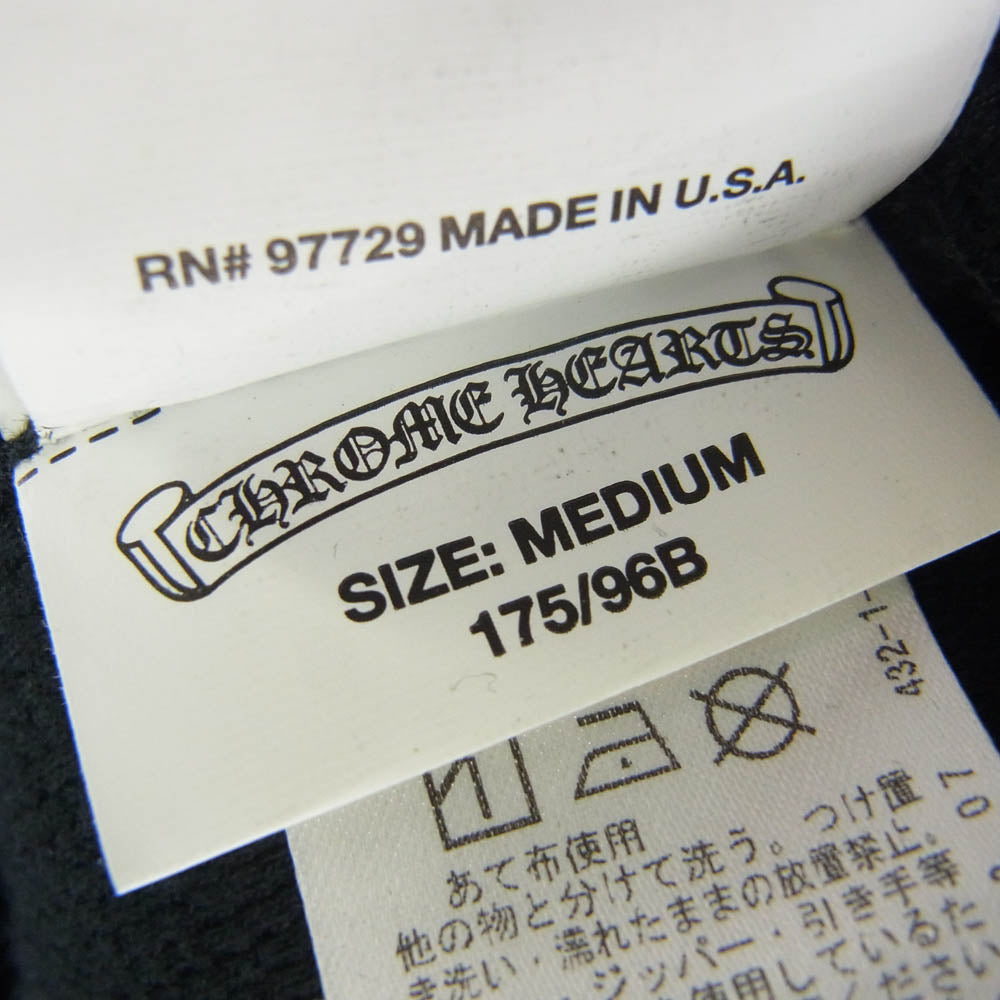 RN# 97729 MADE IN U.S.A.
CHROME HEARTS
SIZE: MEDIUM
175/96B
432-1-
あて布使用
他の物と分けて洗う。つけ置
き洗い・濡れたままの放置禁止。
ジッパー・引き手等
使用しているた
ださい
07